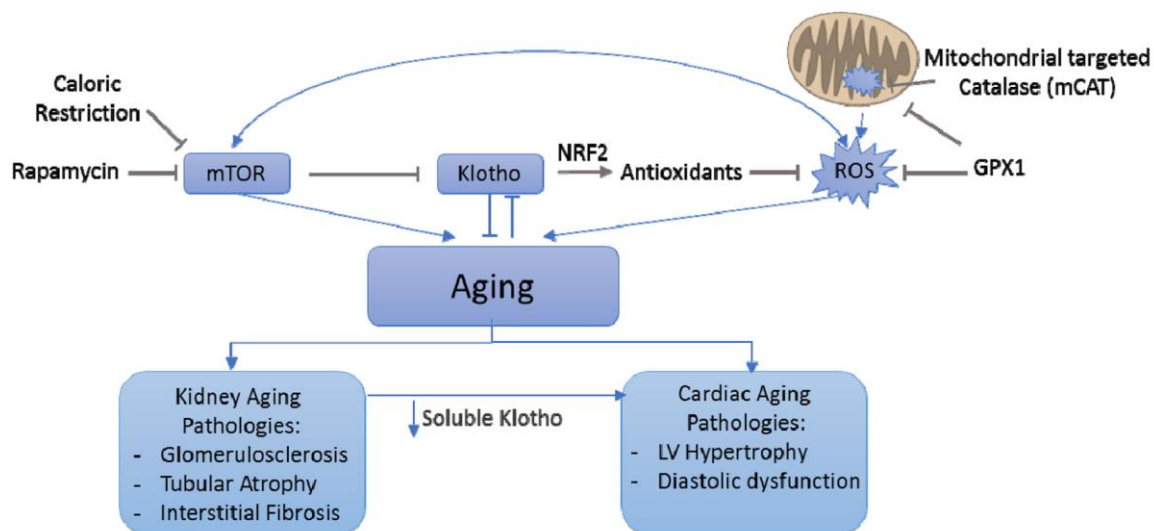 Mitochondrial targeted
Catalase (mCAT)
Caloric
Restriction
Rapamycin
mTOR
Klotho
NRF2
Antioxidants
ROS
GPX1
Aging
Kidney Aging
Pathologies:
- Glomerulosclerosis
- Tubular Atrophy
- Interstitial Fibrosis
Soluble Klotho
Cardiac Aging
Pathologies:
- LV Hypertrophy
- Diastolic dysfunction